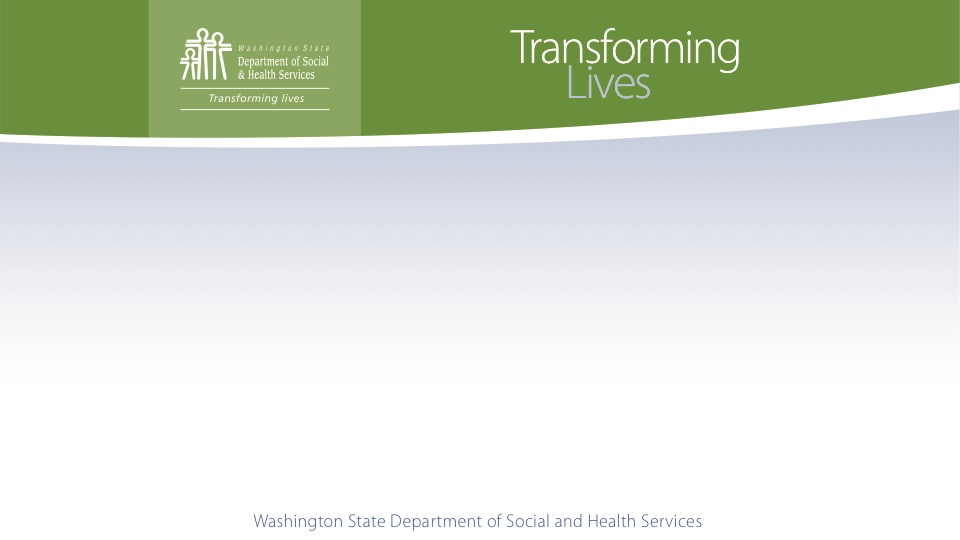 Washington State
Department of Social
& Health Services
Transforming lives
Transforming
Lives
Washington State Department of Social and Health Services